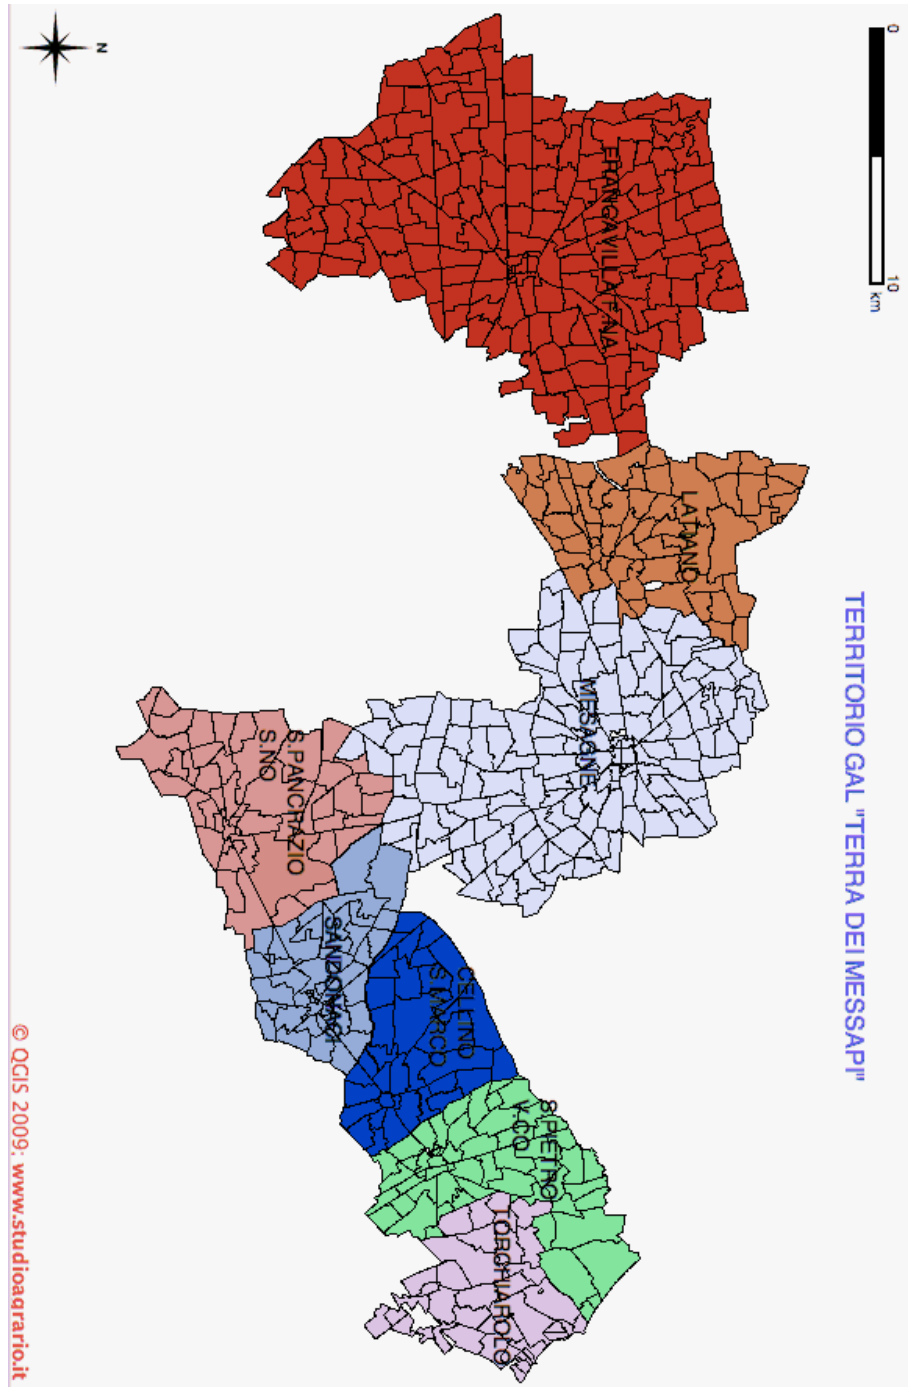 TERRITORIO GAL "TERRA DEI MESSAPI"
N
0
10
km
FRANCAVILLA F.NA
LATIANO
MESAGNE
S.PANCRAZIO
S.NO
SANDONACI
CELLINO
S MARCO
S.PIETRO
V.CO
TORCHIAROLO
© QGIS 2009; www.studioagrario.it